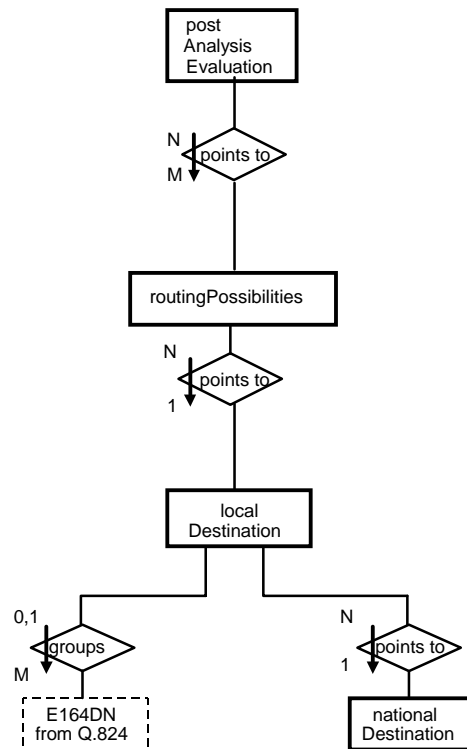 post
Analysis
Evaluation
N
points to
M
routingPossibilities
N
points to
1
local
Destination
0,1
groups
M
E164DN
from Q.824
N
points to
1
national
Destination